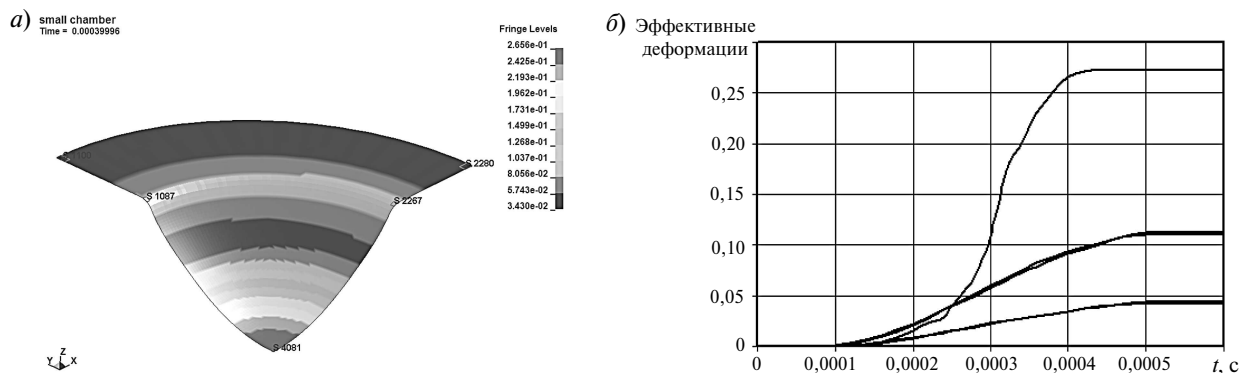 а)
small chamber
Time = 0.00039996
Fringe Levels
2.656e-01
2.425e-01
2.193e-01
1.962e-01
1.731e-01
1.499e-01
1.268e-01
1.037e-01
8.056e-02
5.743e-02
3.430e-02
S 2280
S 1087
S 2267
S 4081
Z
Y X
б) Эффективные
деформации
0,25
0,20
0,15
0,10
0,05
0
0 0,0001 0,0002 0,0003 0,0004 0,0005 t, с